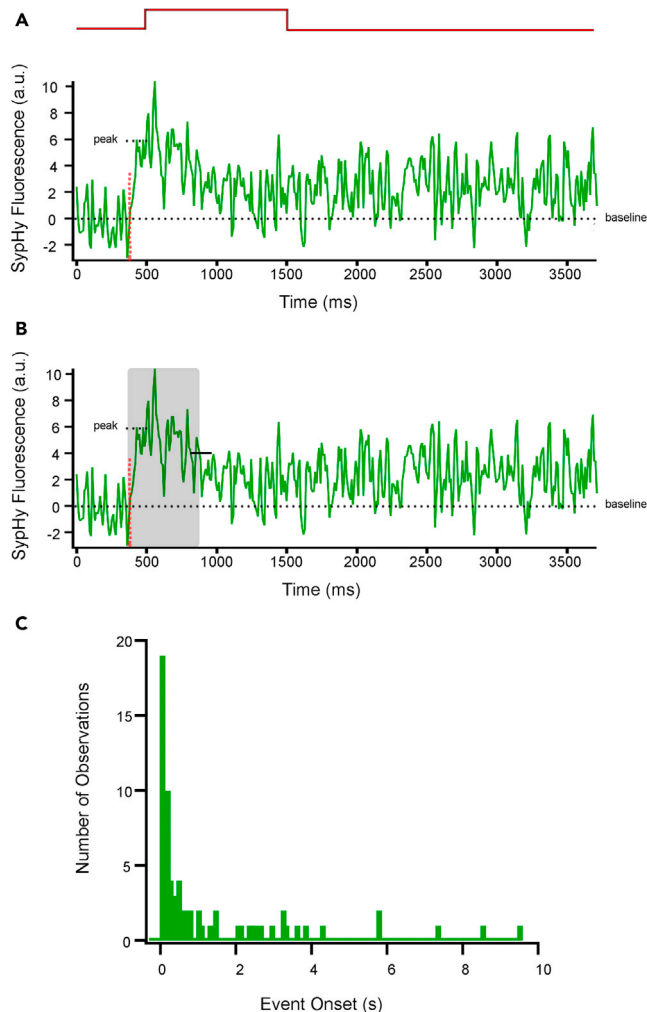 A
SypHy Fluorescence (a.u.)
10
8
6
4
2
0
-2
peak
baseline
0 500 1000 1500 2000 2500 3000 3500
Time (ms)
B
SypHy Fluorescence (a.u.)
10
8
6
4
2
0
-2
peak
baseline
0 500 1000 1500 2000 2500 3000 3500
Time (ms)
C
Number of Observations
20
15
10
5
0
0 2 4 6 8 10
Event Onset (s)